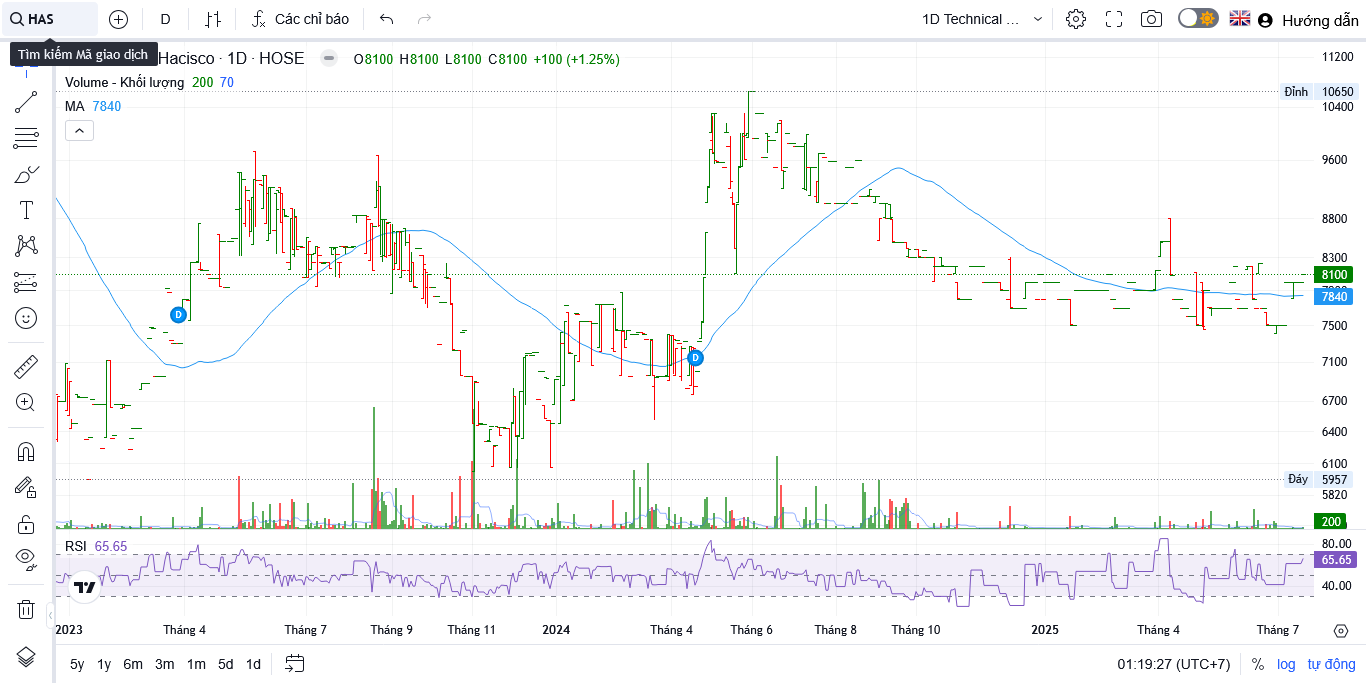 HAS D Các chỉ báo 1D Technical ... Hướng dẫn
Tìm kiếm Mã giao dịch
Hacisco · 1D · HOSE O8100 H8100 L8100 C8100 +100 (+1.25%)
Volume - Khối lượng 200 70
MA 7840
11200
Đỉnh 10650
10400
9600
8800
8300
8100
7840
7500
7100
6700
6400
6100
Đáy 5957
5820
200
D
D
RSI 65.65
80.00
65.65
40.00
2023 Tháng 4 Tháng 7 Tháng 9 Tháng 11 2024 Tháng 4 Tháng 6 Tháng 8 Tháng 10 2025 Tháng 4 Tháng 7
5y 1y 6m 3m 1m 5d 1d 01:19:27 (UTC+7) % log tự động